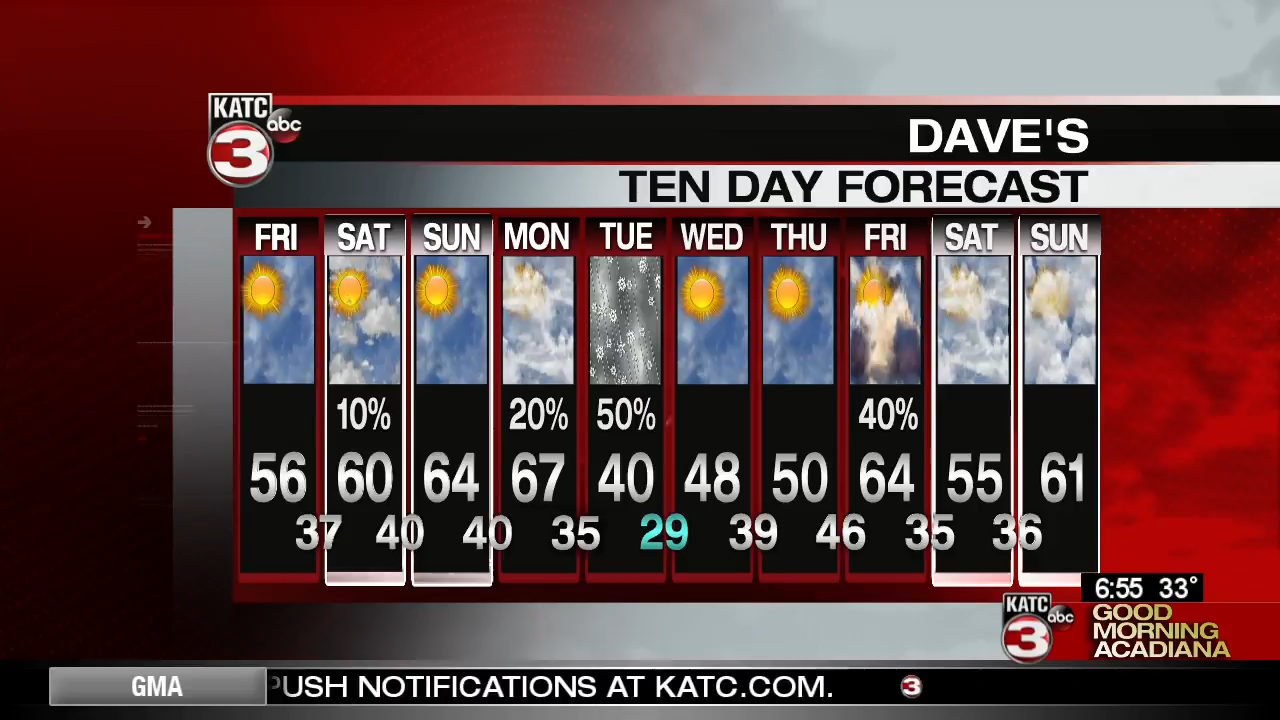 KATC
abc
3
DAVE'S
TEN DAY FORECAST
FRI SAT SUN MON TUE WED THU FRI SAT SUN
10% 20% 50% 40%
56 60 64 67 40 48 50 64 55 61
37 40 40 35 29 39 46 35 36
6:55 33°
KATC
abc
3
GOOD
MORNING
ACADIANA
GMA PUSH NOTIFICATIONS AT KATC.COM. 3